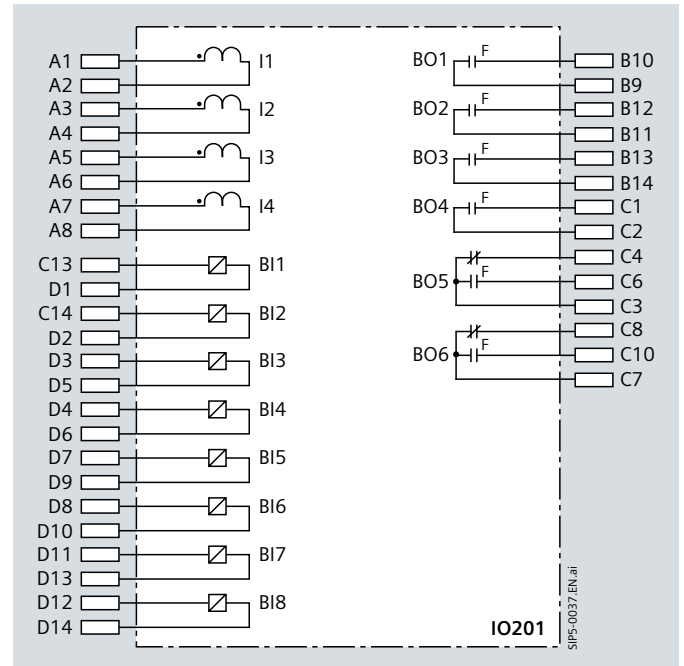 A1
I1
A2
A3
I2
A4
A5
I3
A6
A7
I4
A8
C13
BI1
D1
C14
BI2
D2
D3
BI3
D5
D4
BI4
D6
D7
BI5
D9
D8
BI6
D10
D11
BI7
D13
D12
BI8
D14
BO1
F
B10
B9
BO2
F
B12
B11
BO3
F
B13
B14
BO4
F
C1
C2
C4
BO5
F
C6
C3
C8
BO6
F
C10
C7
IO201
SIP5-0037.EN.ai